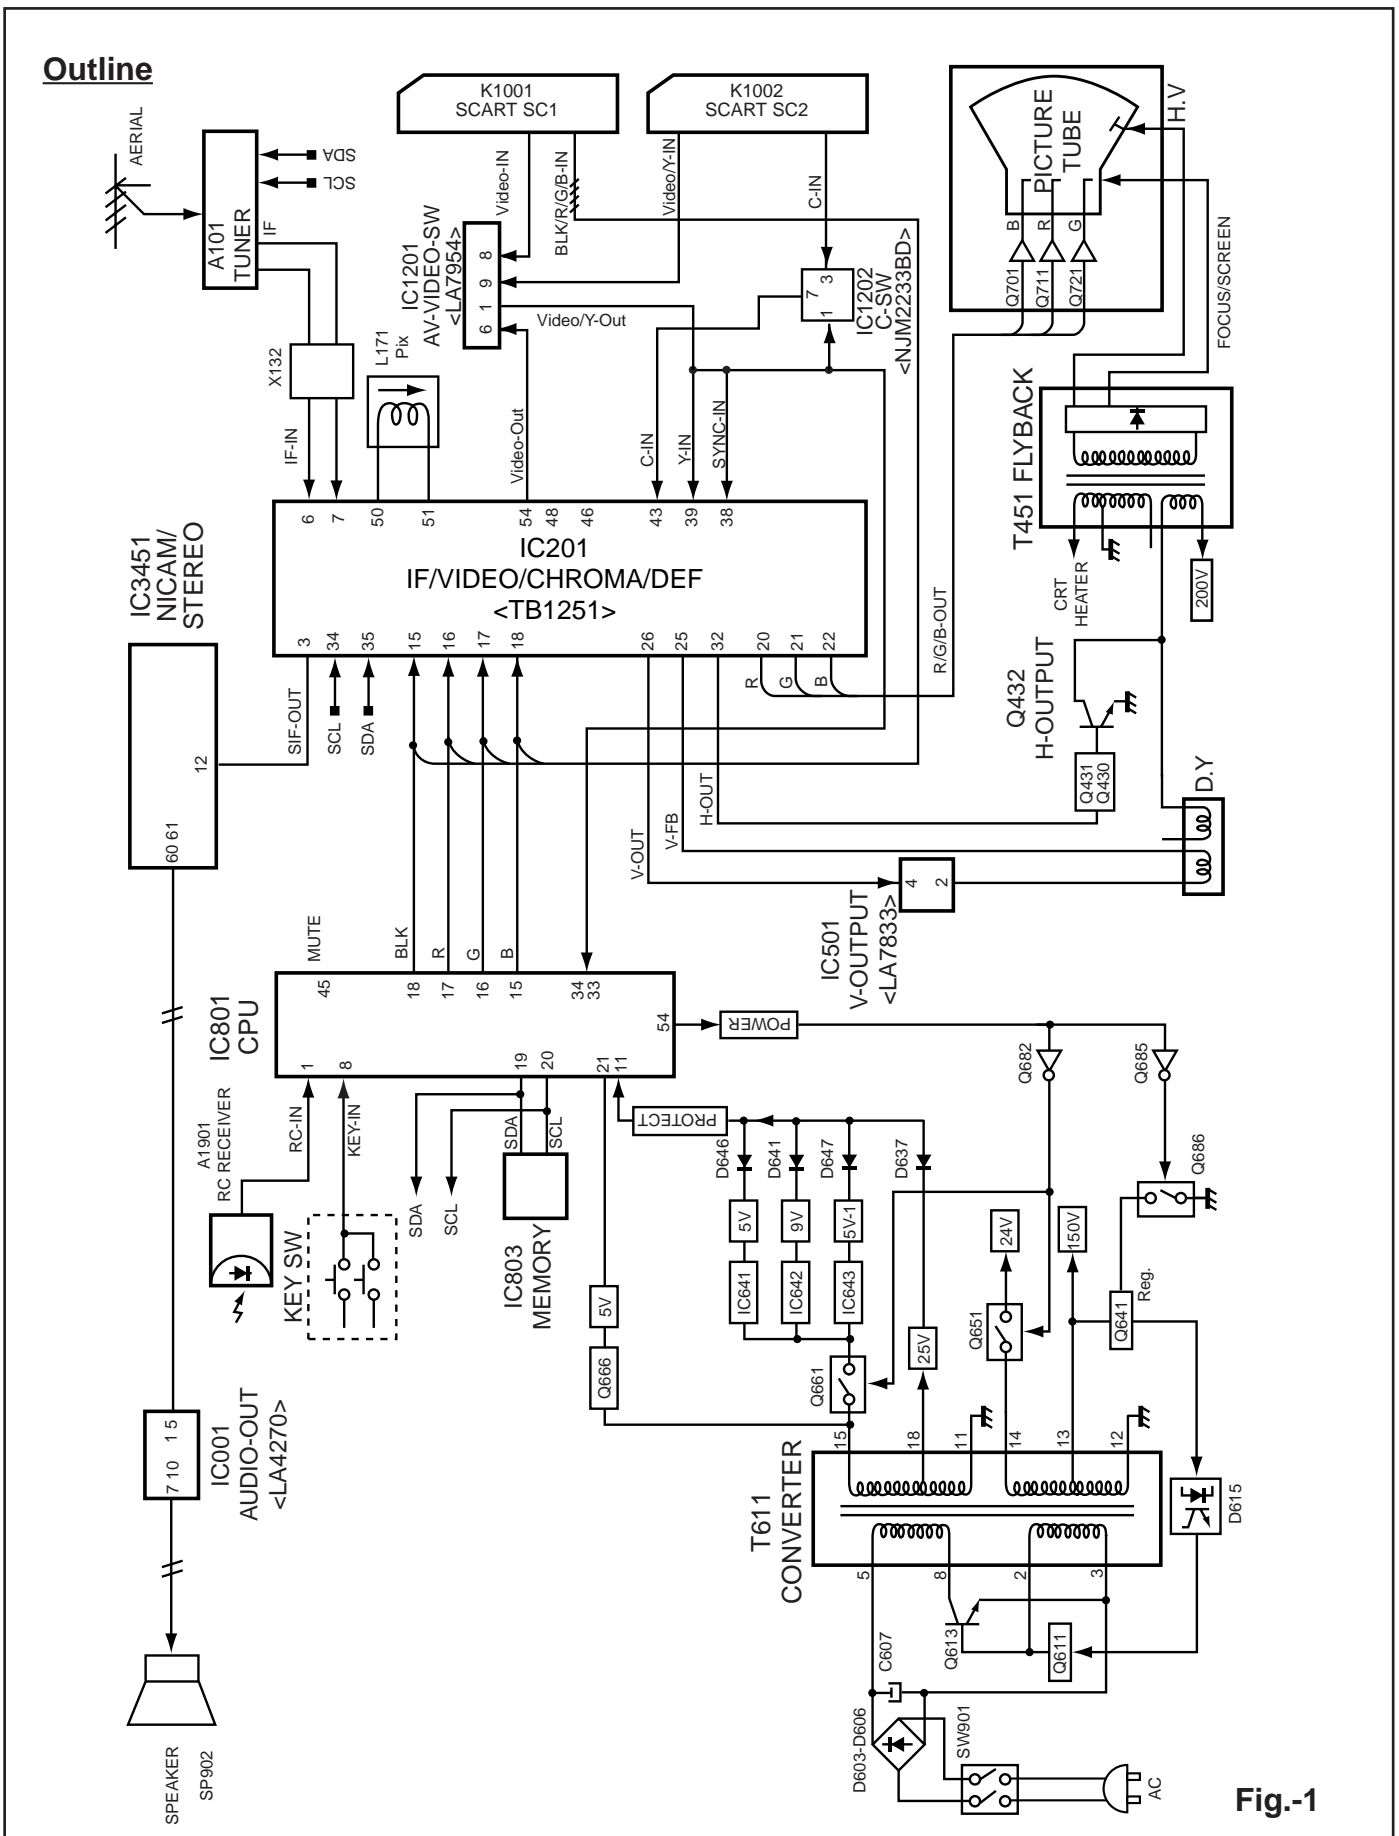 Outline
AERIAL
A101
TUNER
SDA
SCL
IF
X132
IF-IN
K1001
SCART SC1
K1002
SCART SC2
Video-IN
BLK/R/G/B-IN
Video/Y-IN
C-IN
IC1201
AV-VIDEO-SW
<LA7954>
8
9
1
6
Video/Y-Out
7
3
1
IC1202
C-SW
<NJM2233BD>
L171
Pix
Video-Out
C-IN
Y-IN
SYNC-IN
PICTURE
TUBE
H.V
B
R
G
Q701
Q711
Q721
FOCUS/SCREEN
T451 FLYBACK
CRT
HEATER
200V
R/G/B-OUT
IC3451
NICAM/
STEREO
12
60 61
SIF-OUT
SCL
SDA
6
7
50
51
54
48
46
43
39
38
IC201
IF/VIDEO/CHROMA/DEF
<TB1251>
3
34
35
15
16
17
18
26
25
32
20
21
22
R
G
B
Q432
H-OUTPUT
Q431
Q430
D.Y
V-OUT
V-FB
H-OUT
IC501
V-OUTPUT
<LA7833>
4
2
IC801
CPU
MUTE
45
BLK
R
G
B
18
17
16
15
34
33
1
8
19
20
21
11
54
A1901
RC RECEIVER
RC-IN
KEY-IN
KEY SW
SDA
SCL
SDA
SCL
IC803
MEMORY
POWER
PROTECT
Q682
Q685
Q686
D646
D641
D647
D637
5V
9V
5V-1
IC641
IC642
IC643
25V
5V
Q666
Q661
Q651
24V
150V
Q641
Reg.
IC001
AUDIO-OUT
<LA4270>
7 10
1 5
SPEAKER
SP902
T611
CONVERTER
15
18
11
14
13
12
5
8
2
3
D615
Q613
Q611
C607
D603-D606
SW901
AC
Fig.-1